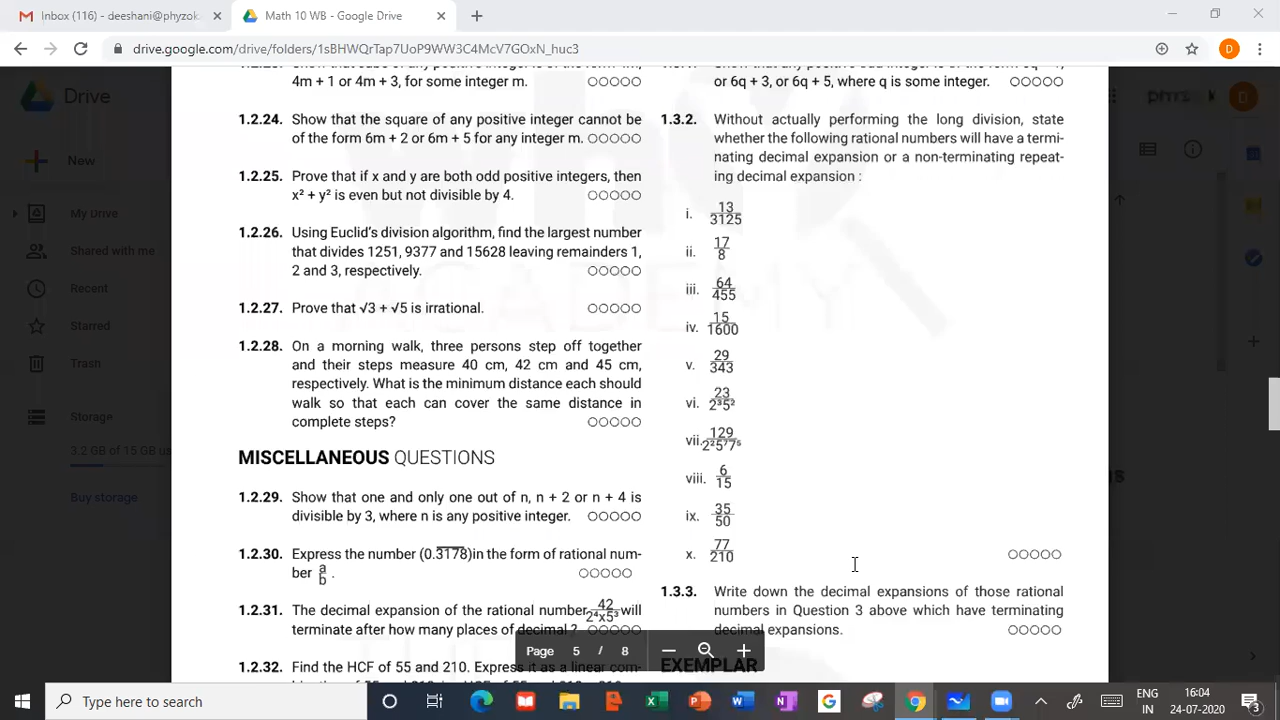 Inbox (116) - deeshani@phyzok
Math 10 WB - Google Drive
drive.google.com/drive/folders/1sBHWQrTap7UoP9WW3C4McV7GOxN_huc3
D
Drive
New
My Drive
Shared with me
Recent
Starred
Trash
Storage
3.2 GB of 15 GB us
Buy storage
4m + 1 or 4m + 3, for some integer m.
1.2.24. Show that the square of any positive integer cannot be
of the form 6m + 2 or 6m + 5 for any integer m.
1.2.25. Prove that if x and y are both odd positive integers, then
x² + y² is even but not divisible by 4.
1.2.26. Using Euclid's division algorithm, find the largest number
that divides 1251, 9377 and 15628 leaving remainders 1,
2 and 3, respectively.
1.2.27. Prove that √3 + √5 is irrational.
1.2.28. On a morning walk, three persons step off together
and their steps measure 40 cm, 42 cm and 45 cm,
respectively. What is the minimum distance each should
walk so that each can cover the same distance in
complete steps?
MISCELLANEOUS QUESTIONS
1.2.29. Show that one and only one out of n, n + 2 or n + 4 is
divisible by 3, where n is any positive integer.
1.2.30. Express the number (0.3178)in the form of rational num-
ber a/b .
1.2.31. The decimal expansion of the rational number 42/2⁴x5³ will
terminate after how many places of decimal ?
1.2.32. Find the HCF of 55 and 210. Express it as a linear com-
or 6q + 3, or 6q + 5, where q is some integer.
1.3.2. Without actually performing the long division, state
whether the following rational numbers will have a termi-
nating decimal expansion or a non-terminating repeat-
ing decimal expansion :
i. 13/3125
ii. 17/8
iii. 64/455
iv. 15/1600
v. 29/343
vi. 23/2³5²
vii. 129/2²5⁷7⁵
viii. 6/15
ix. 35/50
x. 77/210
1.3.3. Write down the decimal expansions of those rational
numbers in Question 3 above which have terminating
decimal expansions.
EXEMPLAR
Page 5 / 8
D
Type here to search
ENG
IN
16:04
24-07-2020
3